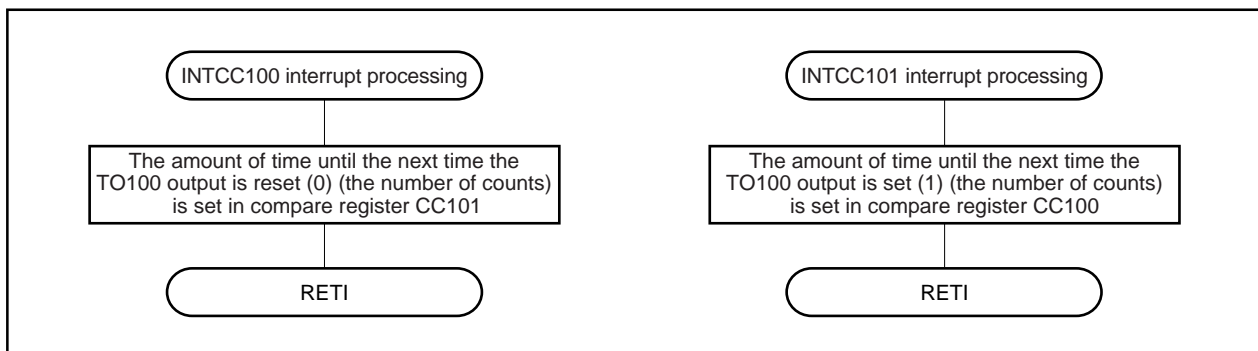 INTCC100 interrupt processing
The amount of time until the next time the
TO100 output is reset (0) (the number of counts)
is set in compare register CC101
RETI
INTCC101 interrupt processing
The amount of time until the next time the
TO100 output is set (1) (the number of counts)
is set in compare register CC100
RETI